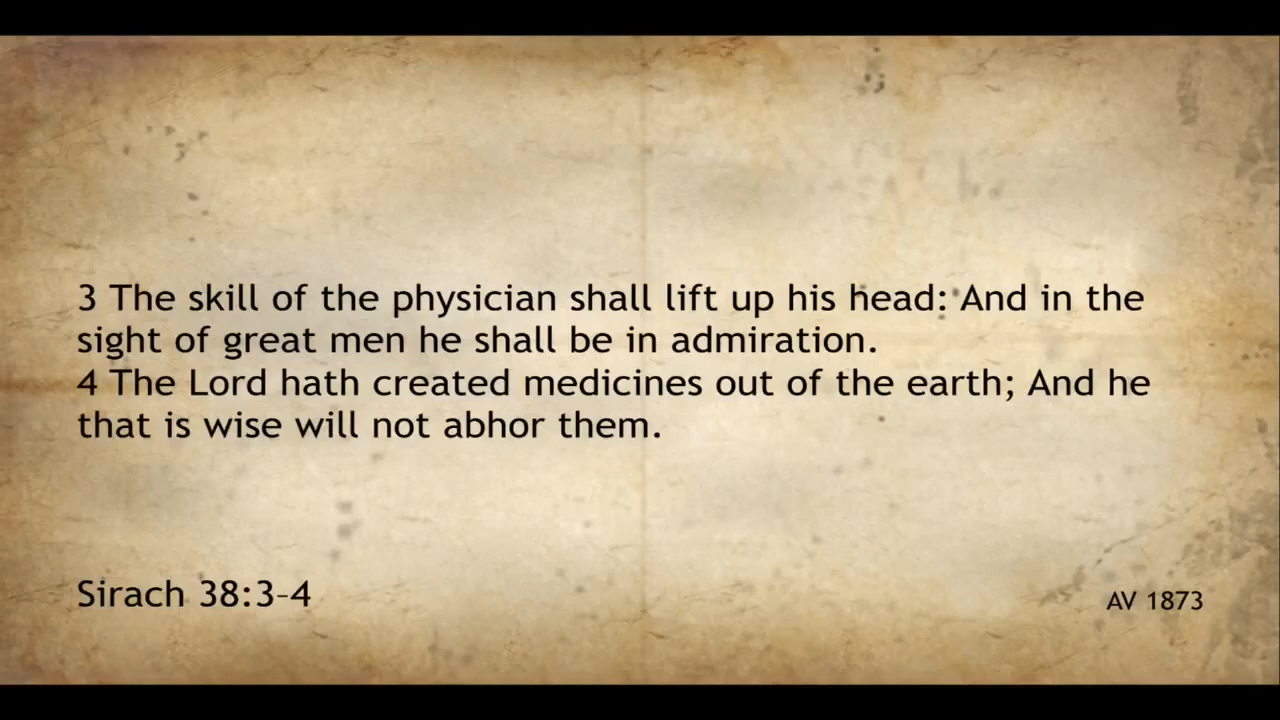 3 The skill of the physician shall lift up his head: And in the
sight of great men he shall be in admiration.
4 The Lord hath created medicines out of the earth; And he
that is wise will not abhor them.
Sirach 38:3-4
AV 1873